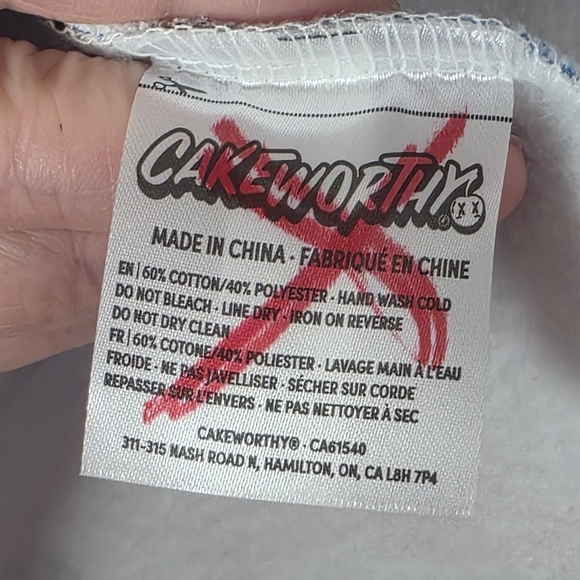 CAKEWORTHY®
MADE IN CHINA · FABRIQUÉ EN CHINE
EN | 60% COTTON/40% POLYESTER · HAND WASH COLD
DO NOT BLEACH · LINE DRY · IRON ON REVERSE
DO NOT DRY CLEAN
FR | 60% COTONE/40% POLIESTER · LAVAGE MAIN À L'EAU
FROIDE · NE PAS JAVELLISER · SÉCHER SUR CORDE
REPASSER SUR L'ENVERS · NE PAS NETTOYER À SEC
CAKEWORTHY® · CA61540
311-315 NASH ROAD N, HAMILTON, ON, CA L8H 7P4